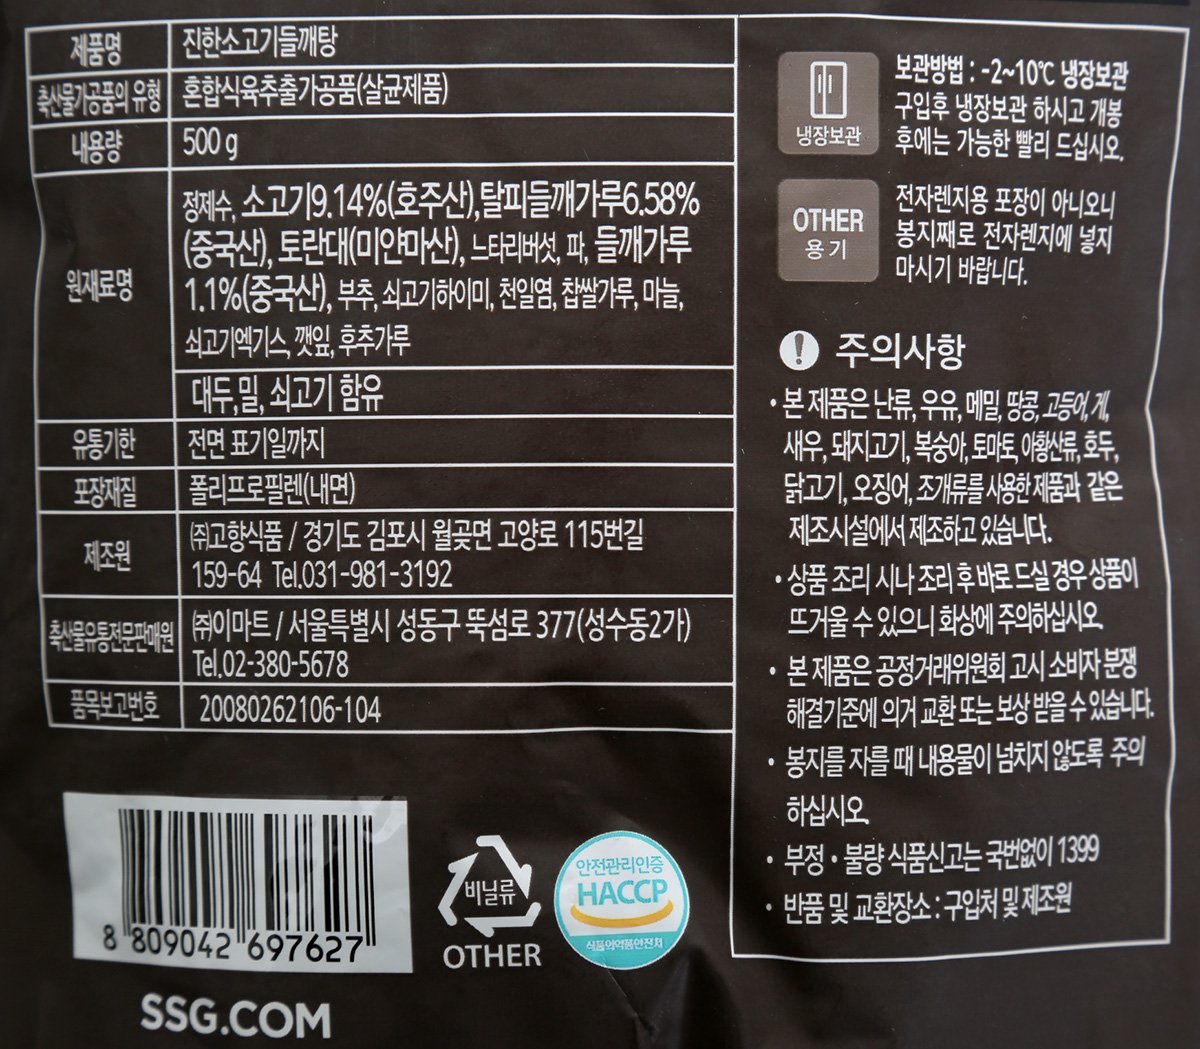 제품명 진한소고기들깨탕
축산물가공품의 유형 혼합식육추출가공품(살균제품)
내용량 500 g
원재료명
정제수, 소고기9.14%(호주산),탈피들깨가루6.58%
(중국산), 토란대(미얀마산), 느타리버섯, 파, 들깨가루
1.1%(중국산), 부추, 쇠고기하이미, 천일염, 찹쌀가루, 마늘,
쇠고기엑기스, 깻잎, 후추가루
대두,밀, 쇠고기 함유
유통기한 전면 표기일까지
포장재질 폴리프로필렌(내면)
제조원
㈜고향식품 / 경기도 김포시 월곶면 고양로 115번길
159-64 Tel.031-981-3192
축산물유통전문판매원
㈜이마트 / 서울특별시 성동구 뚝섬로 377(성수동2가)
Tel.02-380-5678
품목보고번호 20080262106-104
냉장보관
보관방법 : -2~10℃ 냉장보관
구입후 냉장보관 하시고 개봉
후에는 가능한 빨리 드십시오.
OTHER
용기
전자렌지용 포장이 아니오니
봉지째로 전자렌지에 넣지
마시기 바랍니다.
! 주의사항
• 본 제품은 난류, 우유, 메밀, 땅콩, 고등어, 게,
새우, 돼지고기, 복숭아, 토마토, 아황산류, 호두,
닭고기, 오징어, 조개류를 사용한 제품과 같은
제조시설에서 제조하고 있습니다.
• 상품 조리 시나 조리 후 바로 드실 경우 상품이
뜨거울 수 있으니 화상에 주의하십시오.
• 본 제품은 공정거래위원회 고시 소비자 분쟁
해결기준에 의거 교환 또는 보상 받을 수 있습니다.
• 봉지를 자를 때 내용물이 넘치지 않도록 주의
하십시오.
• 부정 • 불량 식품신고는 국번없이 1399
• 반품 및 교환장소 : 구입처 및 제조원
8 809042 697627
SSG.COM
비닐류
OTHER
안전관리인증
HACCP
식품의약품안전처